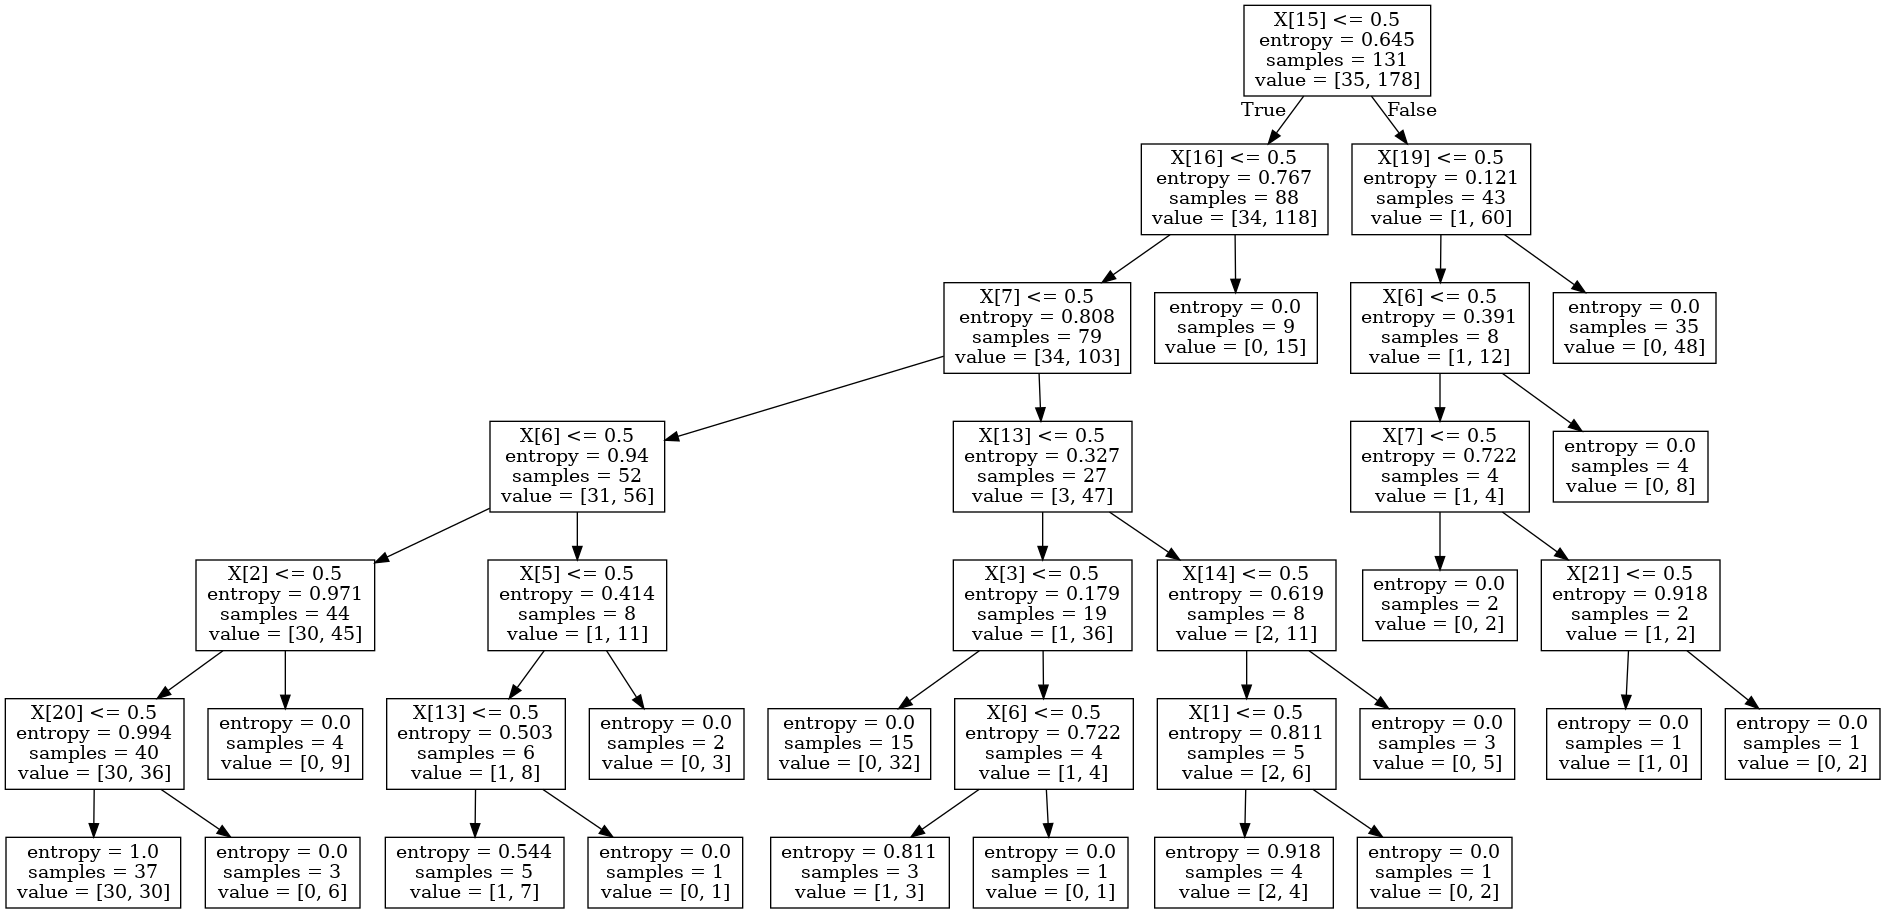 X[15] <= 0.5
entropy = 0.645
samples = 131
value = [35, 178]
True
False
X[16] <= 0.5
entropy = 0.767
samples = 88
value = [34, 118]
X[19] <= 0.5
entropy = 0.121
samples = 43
value = [1, 60]
X[7] <= 0.5
entropy = 0.808
samples = 79
value = [34, 103]
entropy = 0.0
samples = 9
value = [0, 15]
X[6] <= 0.5
entropy = 0.391
samples = 8
value = [1, 12]
entropy = 0.0
samples = 35
value = [0, 48]
X[6] <= 0.5
entropy = 0.94
samples = 52
value = [31, 56]
X[13] <= 0.5
entropy = 0.327
samples = 27
value = [3, 47]
X[7] <= 0.5
entropy = 0.722
samples = 4
value = [1, 4]
entropy = 0.0
samples = 4
value = [0, 8]
X[2] <= 0.5
entropy = 0.971
samples = 44
value = [30, 45]
X[5] <= 0.5
entropy = 0.414
samples = 8
value = [1, 11]
X[3] <= 0.5
entropy = 0.179
samples = 19
value = [1, 36]
X[14] <= 0.5
entropy = 0.619
samples = 8
value = [2, 11]
entropy = 0.0
samples = 2
value = [0, 2]
X[21] <= 0.5
entropy = 0.918
samples = 2
value = [1, 2]
X[20] <= 0.5
entropy = 0.994
samples = 40
value = [30, 36]
entropy = 0.0
samples = 4
value = [0, 9]
X[13] <= 0.5
entropy = 0.503
samples = 6
value = [1, 8]
entropy = 0.0
samples = 2
value = [0, 3]
entropy = 0.0
samples = 15
value = [0, 32]
X[6] <= 0.5
entropy = 0.722
samples = 4
value = [1, 4]
X[1] <= 0.5
entropy = 0.811
samples = 5
value = [2, 6]
entropy = 0.0
samples = 3
value = [0, 5]
entropy = 0.0
samples = 1
value = [1, 0]
entropy = 0.0
samples = 1
value = [0, 2]
entropy = 1.0
samples = 37
value = [30, 30]
entropy = 0.0
samples = 3
value = [0, 6]
entropy = 0.544
samples = 5
value = [1, 7]
entropy = 0.0
samples = 1
value = [0, 1]
entropy = 0.811
samples = 3
value = [1, 3]
entropy = 0.0
samples = 1
value = [0, 1]
entropy = 0.918
samples = 4
value = [2, 4]
entropy = 0.0
samples = 1
value = [0, 2]